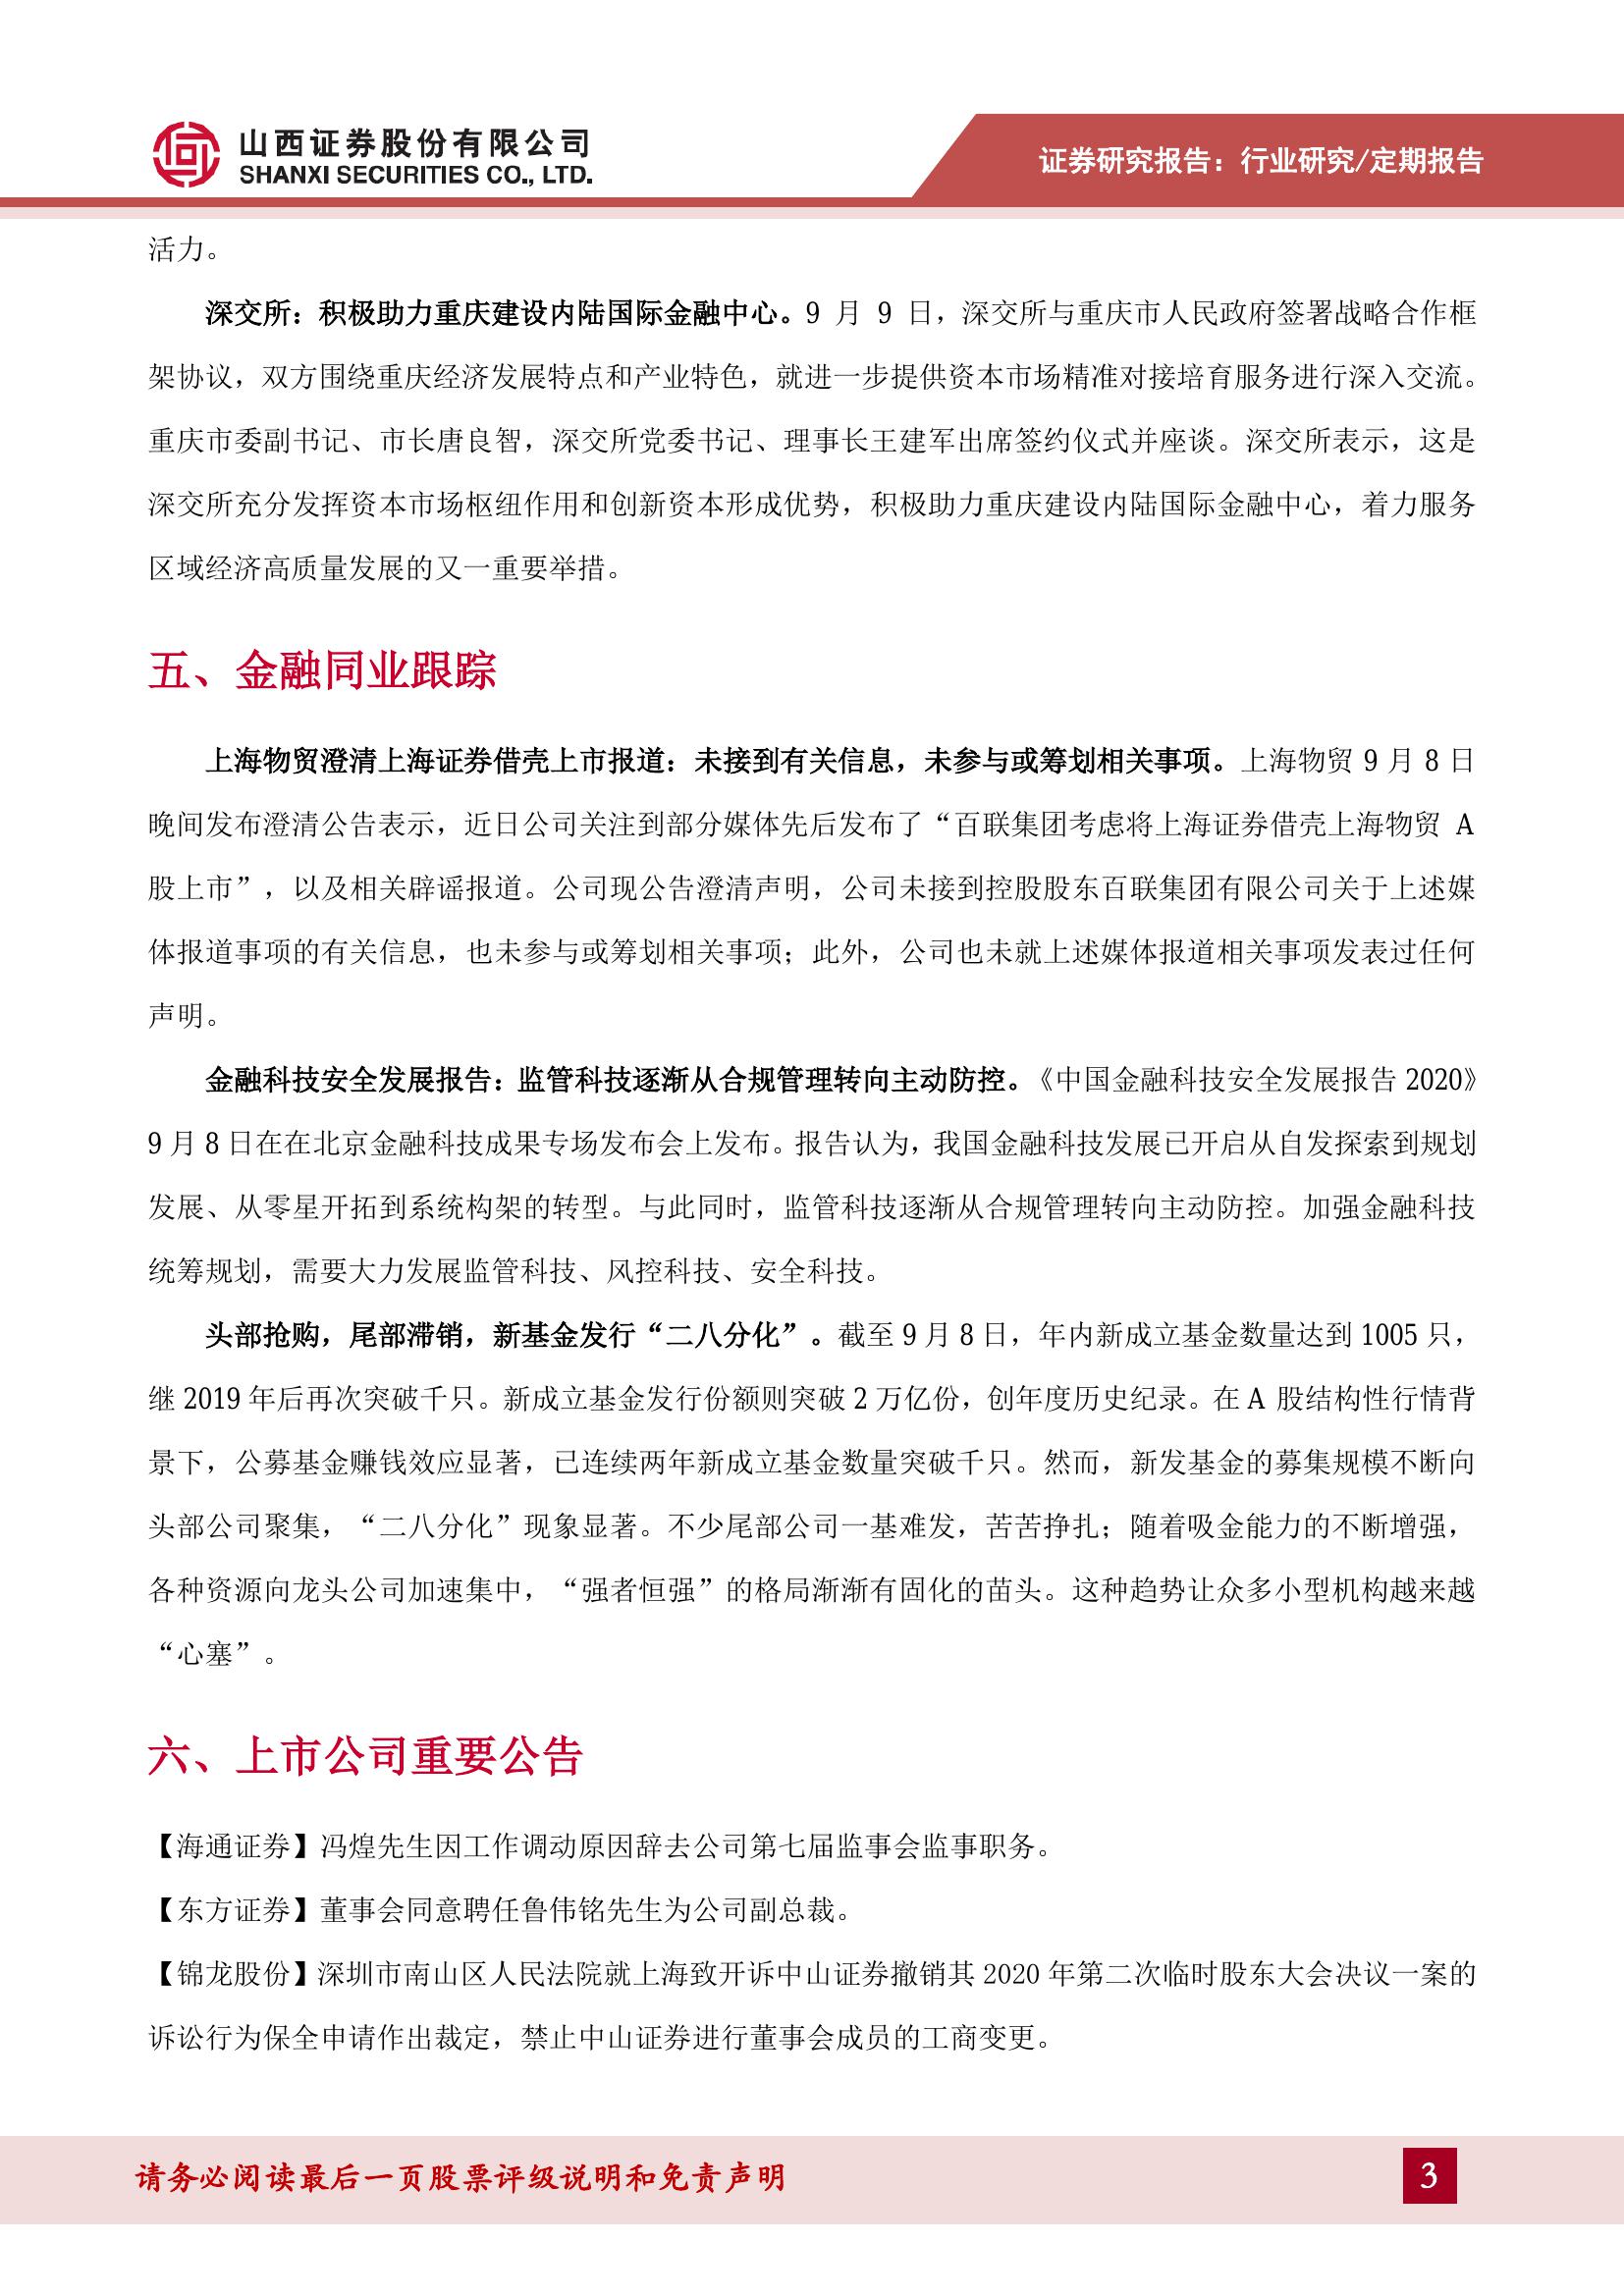 山西证券股份有限公司
SHANXI SECURITIES CO., LTD.
证券研究报告：行业研究/定期报告
活力。
深交所：积极助力重庆建设内陆国际金融中心。9 月 9 日，深交所与重庆市人民政府签署战略合作框
架协议，双方围绕重庆经济发展特点和产业特色，就进一步提供资本市场精准对接培育服务进行深入交流。
重庆市委副书记、市长唐良智，深交所党委书记、理事长王建军出席签约仪式并座谈。深交所表示，这是
深交所充分发挥资本市场枢纽作用和创新资本形成优势，积极助力重庆建设内陆国际金融中心，着力服务
区域经济高质量发展的又一重要举措。
五、金融同业跟踪
上海物贸澄清上海证券借壳上市报道：未接到有关信息，未参与或筹划相关事项。上海物贸 9 月 8 日
晚间发布澄清公告表示，近日公司关注到部分媒体先后发布了“百联集团考虑将上海证券借壳上海物贸 A
股上市”，以及相关辟谣报道。公司现公告澄清声明，公司未接到控股股东百联集团有限公司关于上述媒
体报道事项的有关信息，也未参与或筹划相关事项；此外，公司也未就上述媒体报道相关事项发表过任何
声明。
金融科技安全发展报告：监管科技逐渐从合规管理转向主动防控。《中国金融科技安全发展报告 2020》
9 月 8 日在在北京金融科技成果专场发布会上发布。报告认为，我国金融科技发展已开启从自发探索到规划
发展、从零星开拓到系统构架的转型。与此同时，监管科技逐渐从合规管理转向主动防控。加强金融科技
统筹规划，需要大力发展监管科技、风控科技、安全科技。
头部抢购，尾部滞销，新基金发行“二八分化”。截至 9 月 8 日，年内新成立基金数量达到 1005 只，
继 2019 年后再次突破千只。新成立基金发行份额则突破 2 万亿份，创年度历史纪录。在 A 股结构性行情背
景下，公募基金赚钱效应显著，已连续两年新成立基金数量突破千只。然而，新发基金的募集规模不断向
头部公司聚集，“二八分化”现象显著。不少尾部公司一基难发，苦苦挣扎；随着吸金能力的不断增强，
各种资源向龙头公司加速集中，“强者恒强”的格局渐渐有固化的苗头。这种趋势让众多小型机构越来越
“心塞”。
六、上市公司重要公告
【海通证券】冯煌先生因工作调动原因辞去公司第七届监事会监事职务。
【东方证券】董事会同意聘任鲁伟铭先生为公司副总裁。
【锦龙股份】深圳市南山区人民法院就上海致开诉中山证券撤销其 2020 年第二次临时股东大会决议一案的
诉讼行为保全申请作出裁定，禁止中山证券进行董事会成员的工商变更。
请务必阅读最后一页股票评级说明和免责声明
3